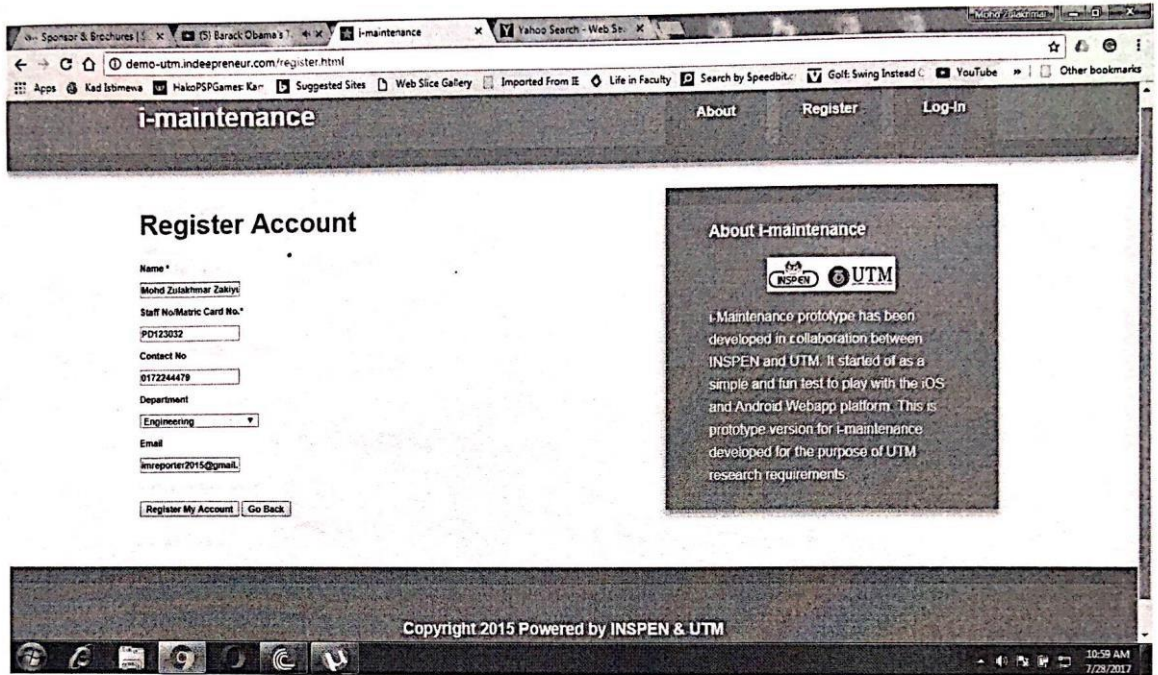 Mohd Zulakhmar
Sponsor & Brochures | S
(5) Barack Obama's
i-maintenance
Yahoo Search - Web Se
demo-utm.indeepreneur.com/register.html
Apps
Kad Istimewa
HakoPSPGames: Kar
Suggested Sites
Web Slice Gallery
Imported From IE
Life in Faculty
Search by Speedbit.c
Golf: Swing Instead
YouTube
»
Other bookmarks
i-maintenance
About
Register
Log-In
Register Account
Name *
Mohd Zulakhmar Zakiy
Staff No/Matric Card No.*
PD123032
Contact No
0172244479
Department
Engineering
Email
imreporter2015@gmail.
Register My Account
Go Back
About i-maintenance
INSPEN
UTM
i-Maintenance prototype has been
developed in collaboration between
INSPEN and UTM. It started of as a
simple and fun test to play with the iOS
and Android Webapp platform. This is
prototype version for i-maintenance
developed for the purpose of UTM
research requirements.
Copyright 2015 Powered by INSPEN & UTM
10:59 AM
7/28/2017